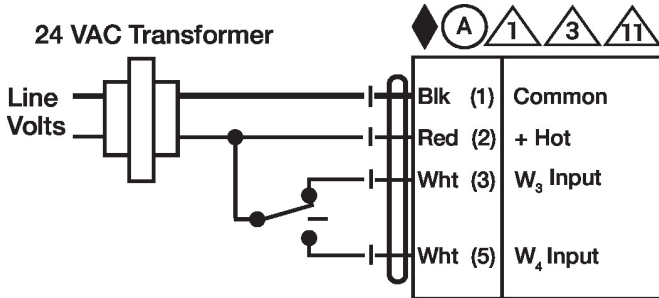 24 VAC Transformer
A 1 3 11
Line
Volts
Blk (1) Common
Red (2) + Hot
Wht (3) W₃ Input
Wht (5) W₄ Input